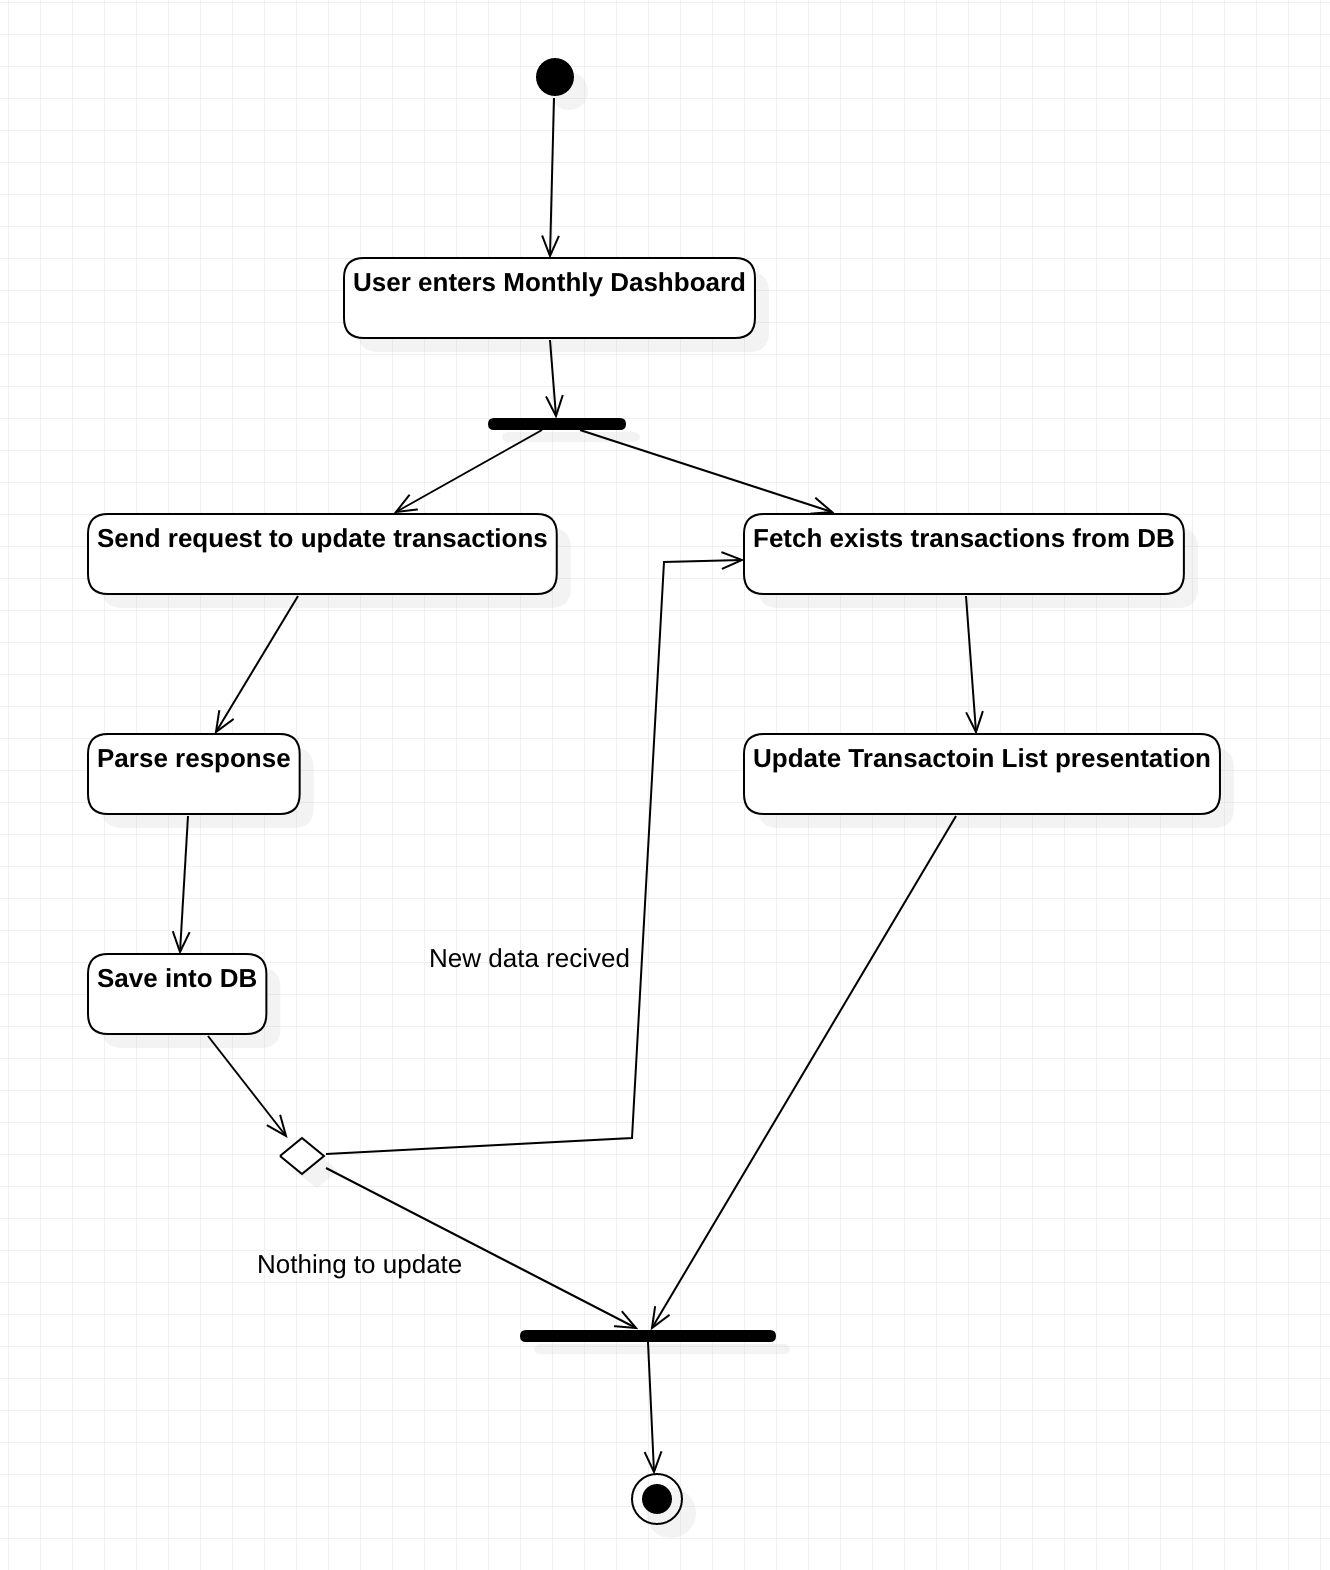 User enters Monthly Dashboard
Send request to update transactions
Fetch exists transactions from DB
Parse response
Update Transactoin List presentation
New data recived
Save into DB
Nothing to update